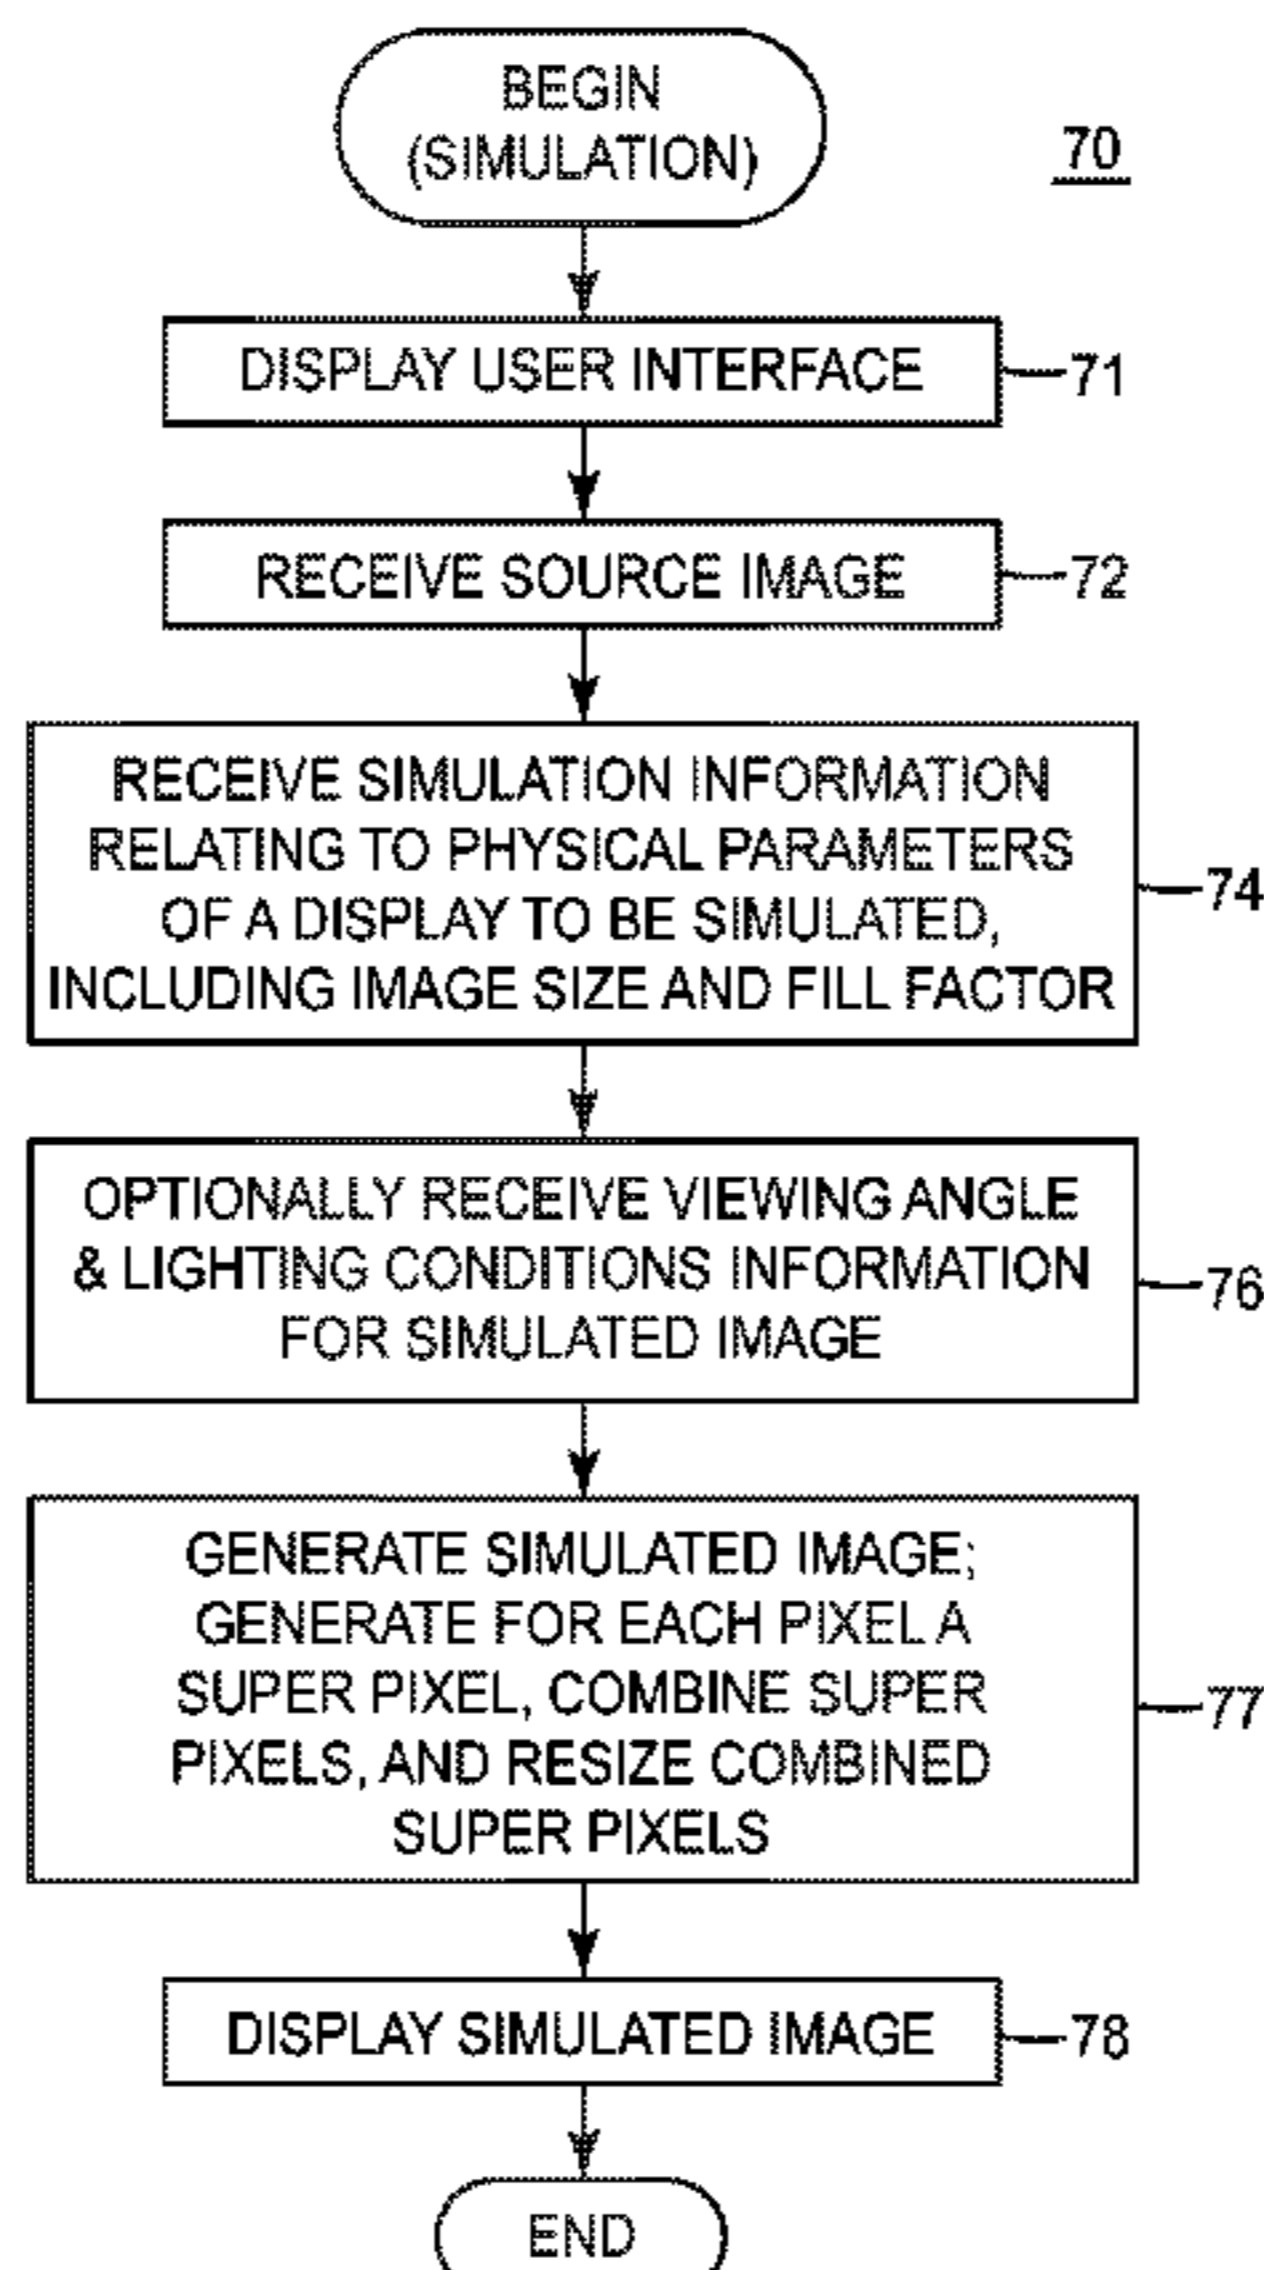 BEGIN
(SIMULATION)
70
DISPLAY USER INTERFACE
71
RECEIVE SOURCE IMAGE
72
RECEIVE SIMULATION INFORMATION
RELATING TO PHYSICAL PARAMETERS
OF A DISPLAY TO BE SIMULATED,
INCLUDING IMAGE SIZE AND FILL FACTOR
74
OPTIONALLY RECEIVE VIEWING ANGLE
& LIGHTING CONDITIONS INFORMATION
FOR SIMULATED IMAGE
76
GENERATE SIMULATED IMAGE;
GENERATE FOR EACH PIXEL A
SUPER PIXEL, COMBINE SUPER
PIXELS, AND RESIZE COMBINED
SUPER PIXELS
77
DISPLAY SIMULATED IMAGE
78
END